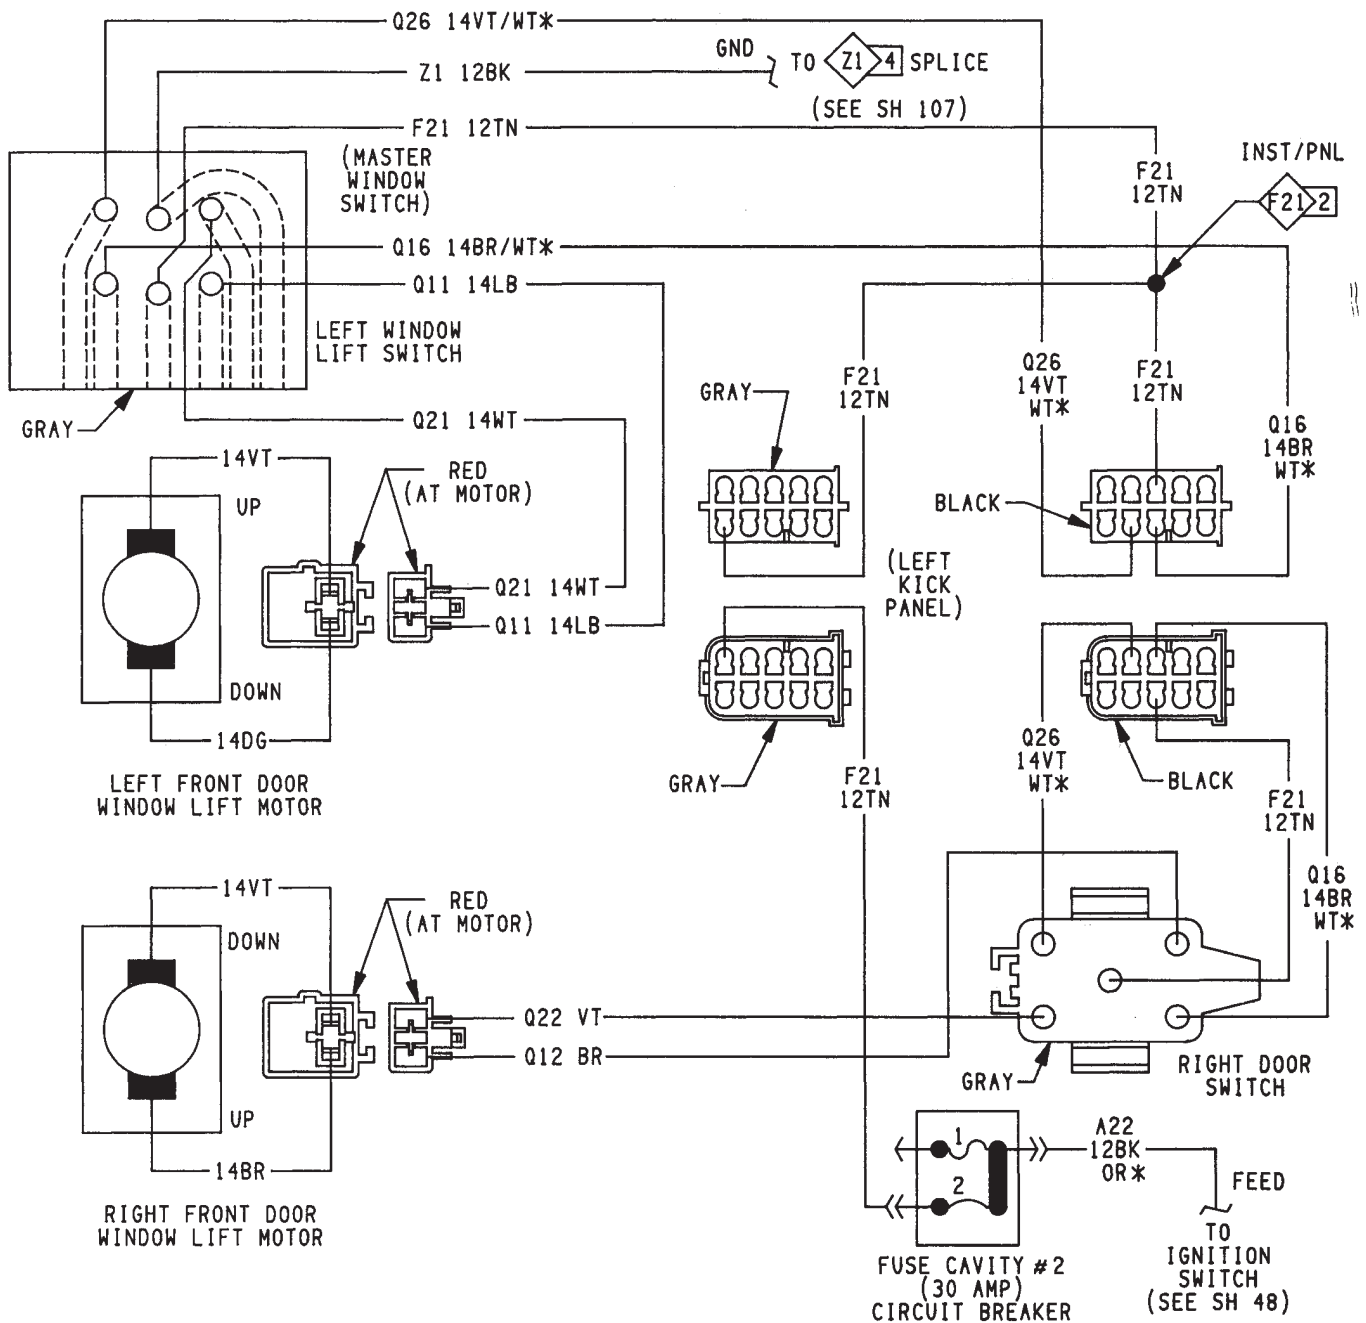 Q26 14VT/WT*
GND
TO Z1 4 SPLICE
Z1 12BK
(SEE SH 107)
F21 12TN
(MASTER
WINDOW
SWITCH)
INST/PNL
F21
12TN
F21 2
Q16 14BR/WT*
Q11 14LB
LEFT WINDOW
LIFT SWITCH
GRAY
Q21 14WT
GRAY
F21
12TN
Q26
14VT
WT*
F21
12TN
Q16
14BR
WT*
14VT
UP
RED
(AT MOTOR)
BLACK
(LEFT
KICK
PANEL)
Q21 14WT
Q11 14LB
DOWN
14DG
LEFT FRONT DOOR
WINDOW LIFT MOTOR
GRAY
F21
12TN
Q26
14VT
WT*
BLACK
F21
12TN
Q16
14BR
WT*
14VT
DOWN
RED
(AT MOTOR)
Q22 VT
Q12 BR
UP
14BR
RIGHT FRONT DOOR
WINDOW LIFT MOTOR
GRAY
RIGHT DOOR
SWITCH
1
2
A22
12BK
OR*
FEED
TO
IGNITION
SWITCH
(SEE SH 48)
FUSE CAVITY #2
(30 AMP)
CIRCUIT BREAKER